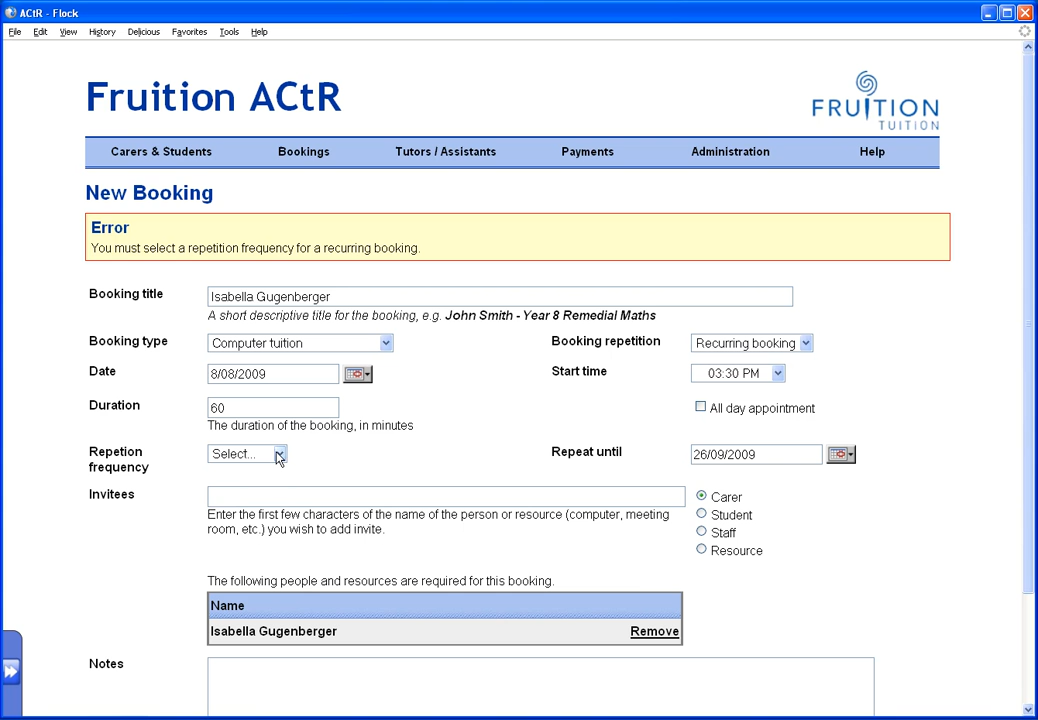 ACtR - Flock
File Edit View History Delicious Favorites Tools Help
Fruition ACtR
FRUITION
TUITION
Carers & Students Bookings Tutors / Assistants Payments Administration Help
New Booking
Error
You must select a repetition frequency for a recurring booking.
Booking title Isabella Gugenberger
A short descriptive title for the booking, e.g. John Smith - Year 8 Remedial Maths
Booking type Computer tuition Booking repetition Recurring booking
Date 8/08/2009 Start time 03:30 PM
Duration 60 All day appointment
The duration of the booking, in minutes
Repetion Select... Repeat until 26/09/2009
frequency
Invitees Carer
Enter the first few characters of the name of the person or resource (computer, meeting Student
room, etc.) you wish to add invite. Staff
Resource
The following people and resources are required for this booking.
Name
Isabella Gugenberger Remove
Notes